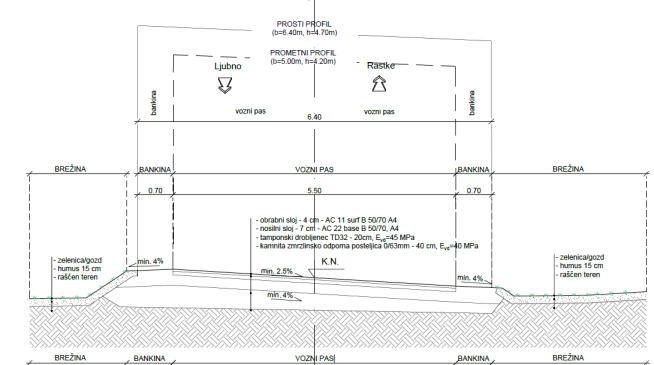 PROSTI PROFIL
(b=6.40m, h=4.70m)
PROMETNI PROFIL
(b=5.00m, h=4.20m)
Ljubno
Rastke
bankina
bankina
vozni pas
vozni pas
6.40
BREŽINA
BANKINA
VOZNI PAS
BANKINA
BREŽINA
0.70
5.50
0.70
- obrabni sloj - 4 cm - AC 11 surf B 50/70 A4
- nosilni sloj - 7 cm - AC 22 base B 50/70, A4
- tamponski drobljenec TD32 - 20cm, Evd=45 MPa
- kamnita zmrzlinsko odporna posteljica 0/63mm - 40 cm, Evd=40 MPa
- zelenica/gozd
- humus 15 cm
- raščen teren
min. 4%
K.N.
min. 2.5%
min. 4%
min. 4%
- zelenica/gozd
- humus 15 cm
- raščen teren
BREŽINA
BANKINA
VOZNI PAS
BANKINA
BREŽINA